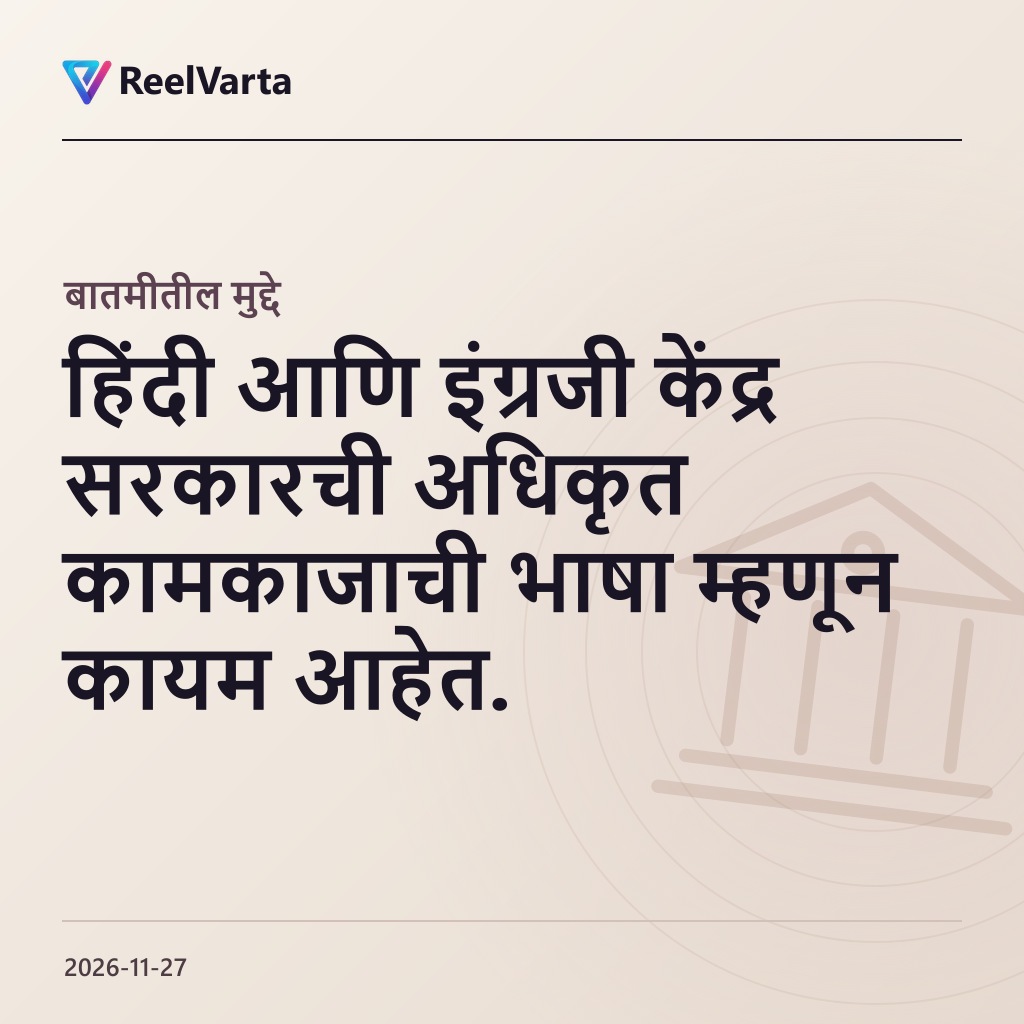 ReelVarta
बातमीतील मुद्दे
हिंदी आणि इंग्रजी केंद्र
सरकारची अधिकृत
कामकाजाची भाषा म्हणून
कायम आहेत.
2026-11-27